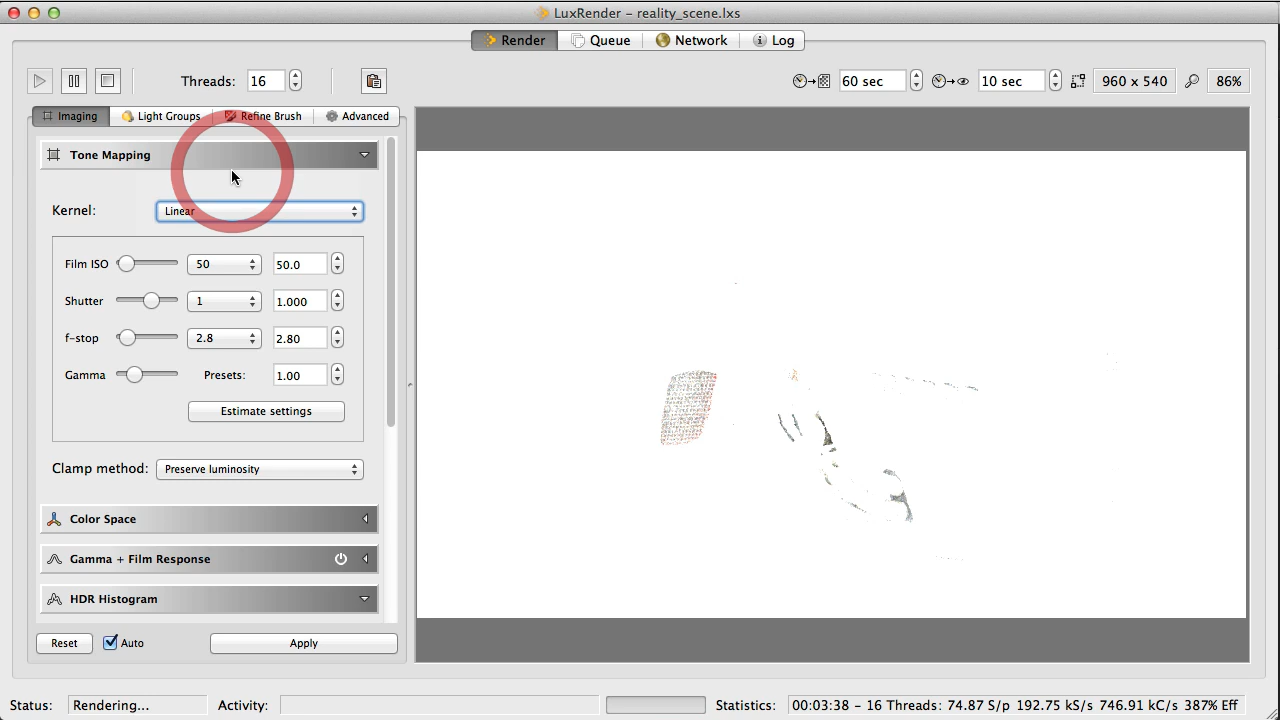 LuxRender – reality_scene.lxs
Render Queue Network Log
Threads: 16 60 sec 10 sec 960 x 540 86%
Imaging Light Groups Refine Brush Advanced
Tone Mapping
Kernel: Linear
Film ISO 50 50.0
Shutter 1 1.000
f-stop 2.8 2.80
Gamma Presets: 1.00
Estimate settings
Clamp method: Preserve luminosity
Color Space
Gamma + Film Response
HDR Histogram
Reset Auto Apply
Status: Rendering... Activity: Statistics: 00:03:38 – 16 Threads: 74.87 S/p 192.75 kS/s 746.91 kC/s 387% Eff